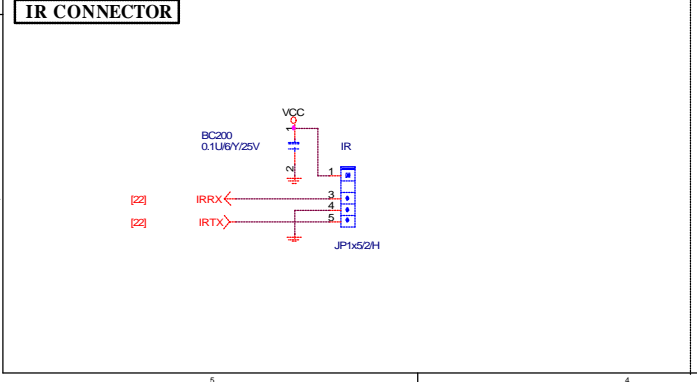 IR CONNECTOR
VCC
1
BC200
0.1U/6/Y/25V
IR
2
1
[22] IRRX 3
4
[22] IRTX 5
JP1x5/2/H
5 4